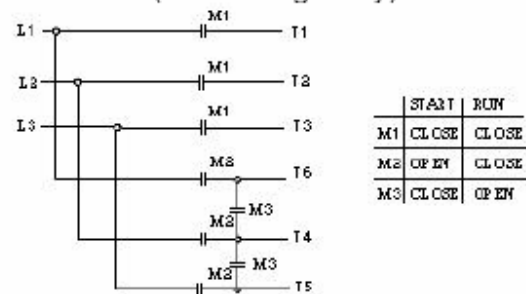 M1
L1 T1
M1
L2 T2
M1
L3 T3
M2
T6
M3
M2
T4
M3
M2
T5
START RUN
M1 CLOSE CLOSE
M2 OPEN CLOSE
M3 CLOSE OPEN